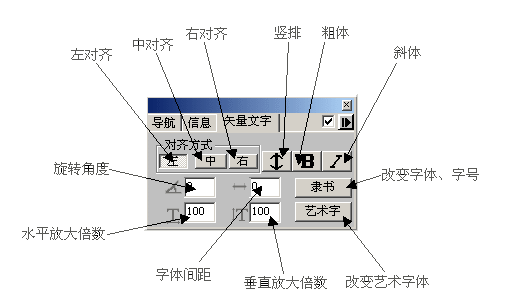 中对齐 右对齐 竖排 粗体
左对齐 斜体
导航 信息 矢量文字
对齐方式
左 中 右 B I
旋转角度 0 0 隶书 改变字体、字号
水平放大倍数 T 100 T 100 艺术字
字体间距 垂直放大倍数 改变艺术字体